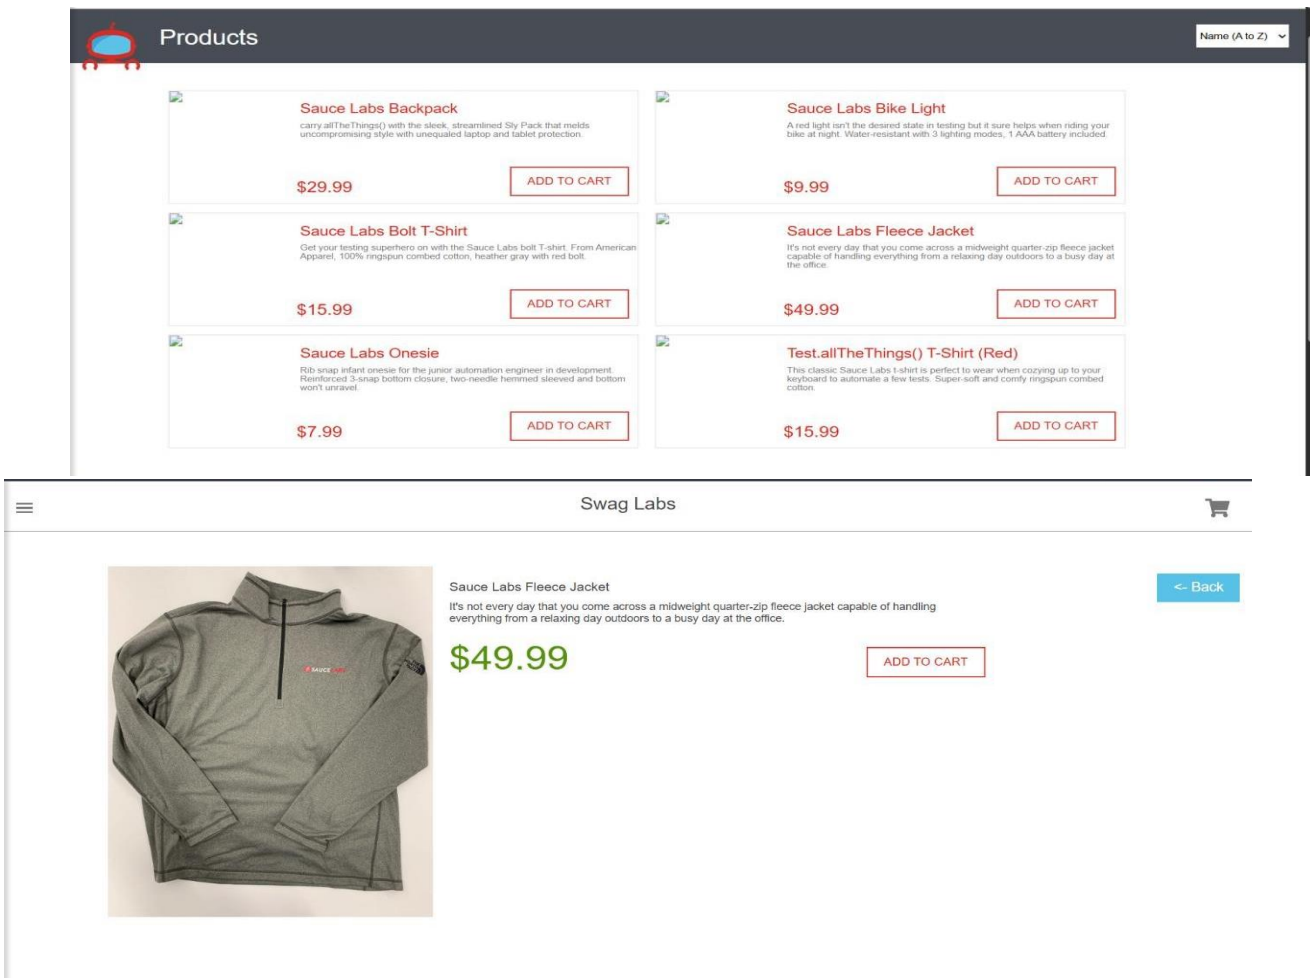 Products
Name (A to Z)
Sauce Labs Backpack
carry.allTheThings() with the sleek, streamlined Sly Pack that melds
uncompromising style with unequaled laptop and tablet protection.
$29.99
ADD TO CART
Sauce Labs Bike Light
A red light isn't the desired state in testing but it sure helps when riding your
bike at night. Water-resistant with 3 lighting modes, 1 AAA battery included.
$9.99
ADD TO CART
Sauce Labs Bolt T-Shirt
Get your testing superhero on with the Sauce Labs bolt T-shirt. From American
Apparel, 100% ringspun combed cotton, heather gray with red bolt.
$15.99
ADD TO CART
Sauce Labs Fleece Jacket
It's not every day that you come across a midweight quarter-zip fleece jacket
capable of handling everything from a relaxing day outdoors to a busy day at
the office.
$49.99
ADD TO CART
Sauce Labs Onesie
Rib snap infant onesie for the junior automation engineer in development.
Reinforced 3-snap bottom closure, two-needle hemmed sleeved and bottom
won't unravel.
$7.99
ADD TO CART
Test.allTheThings() T-Shirt (Red)
This classic Sauce Labs t-shirt is perfect to wear when cozying up to your
keyboard to automate a few tests. Super-soft and comfy ringspun combed
cotton.
$15.99
ADD TO CART
Swag Labs
Sauce Labs Fleece Jacket
<- Back
It's not every day that you come across a midweight quarter-zip fleece jacket capable of handling
everything from a relaxing day outdoors to a busy day at the office.
$49.99
ADD TO CART
SAUCE